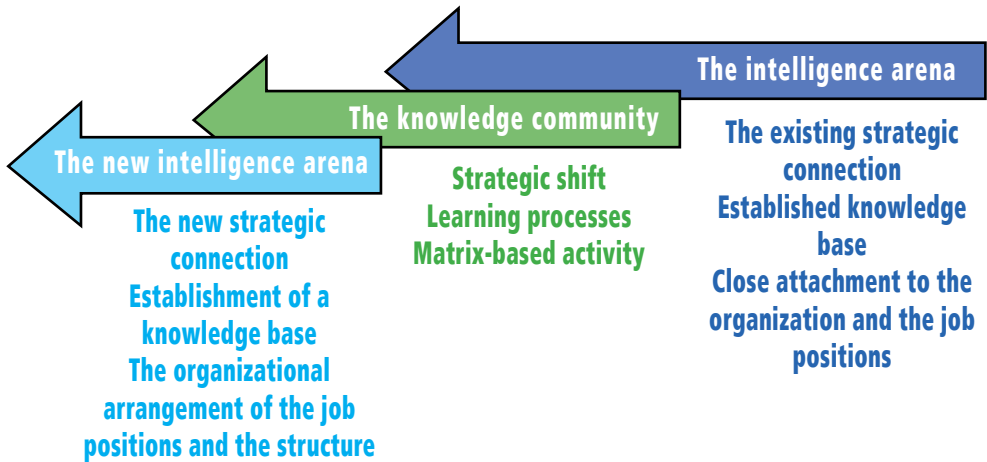 The intelligence arena
The existing strategic
connection
Established knowledge
base
Close attachment to the
organization and the job
positions
The knowledge community
Strategic shift
Learning processes
Matrix-based activity
The new intelligence arena
The new strategic
connection
Establishment of a
knowledge base
The organizational
arrangement of the job
positions and the structure